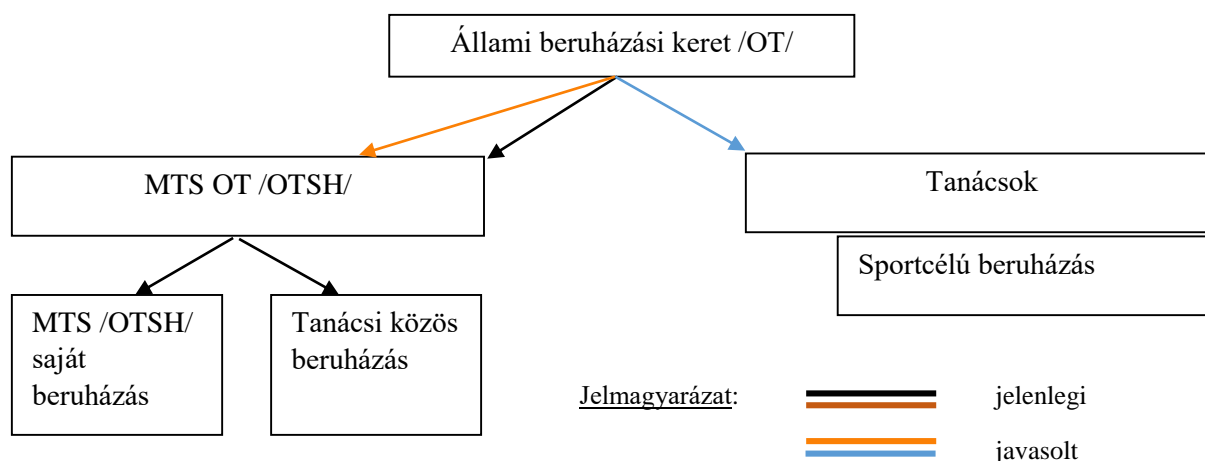 Állami beruházási keret /OT/
MTS OT /OTSH/
Tanácsok
Sportcélú beruházás
MTS /OTSH/
saját
beruházás
Tanácsi közös
beruházás
Jelmagyarázat:
jelenlegi
javasolt